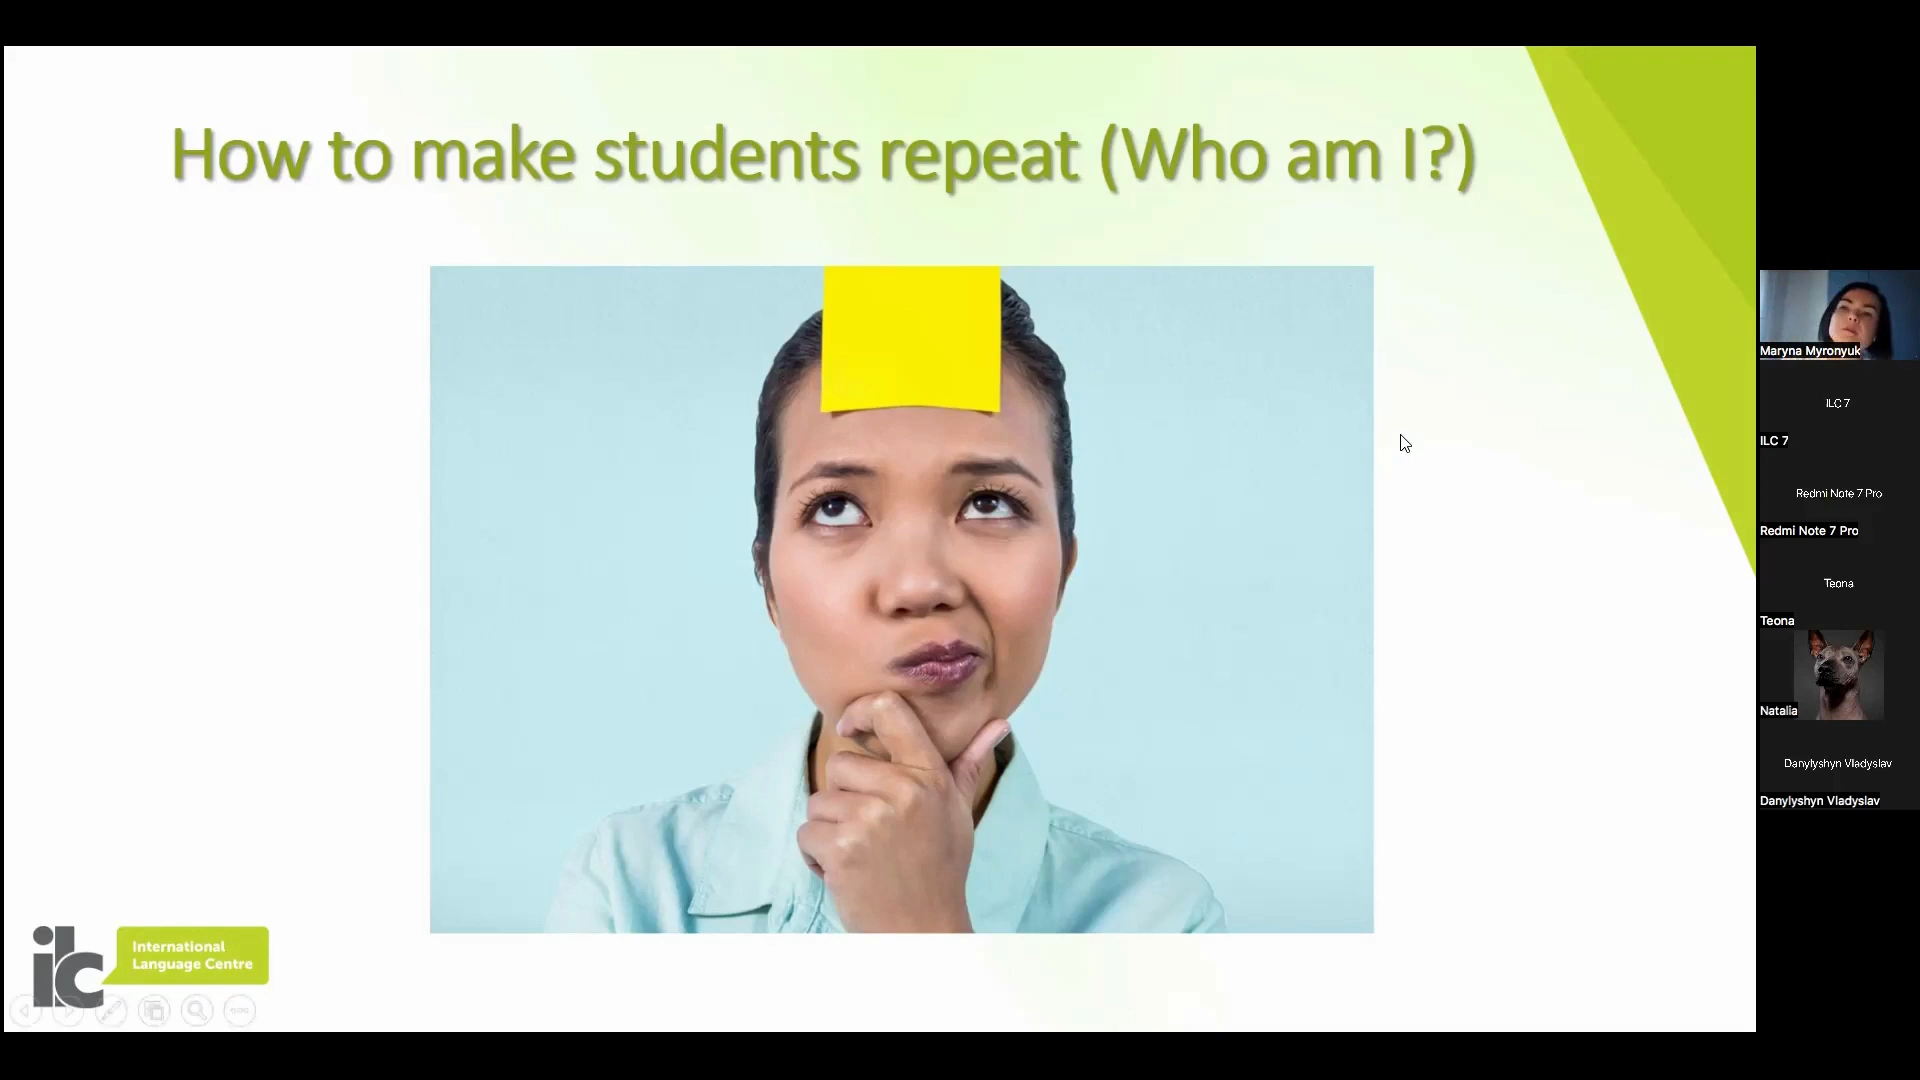 How to make students repeat (Who am I?)
Maryna Myronyuk
ILC 7
ILC 7
Redmi Note 7 Pro
Redmi Note 7 Pro
Teona
Teona
Natalia
Danylyshyn Vladyslav
Danylyshyn Vladyslav
ilc
International
Language Centre